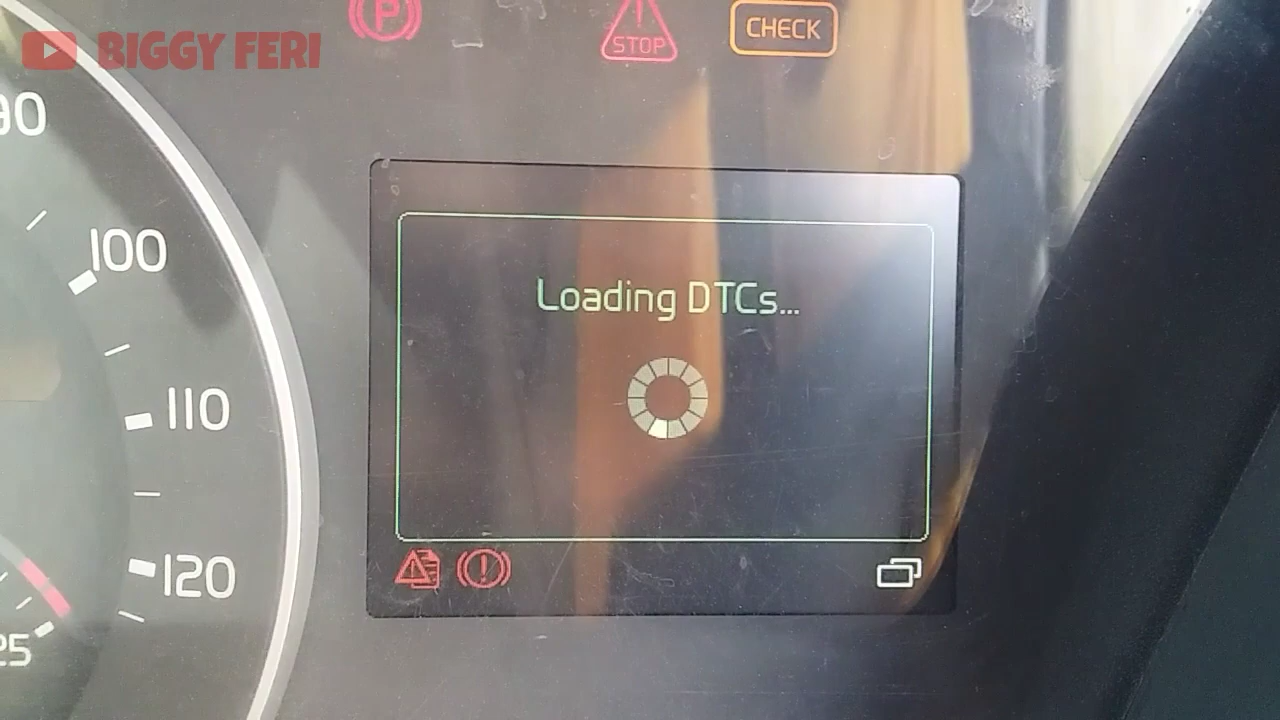 BIGGY FERI
P
STOP
CHECK
90
100
Loading DTCs...
110
120
25